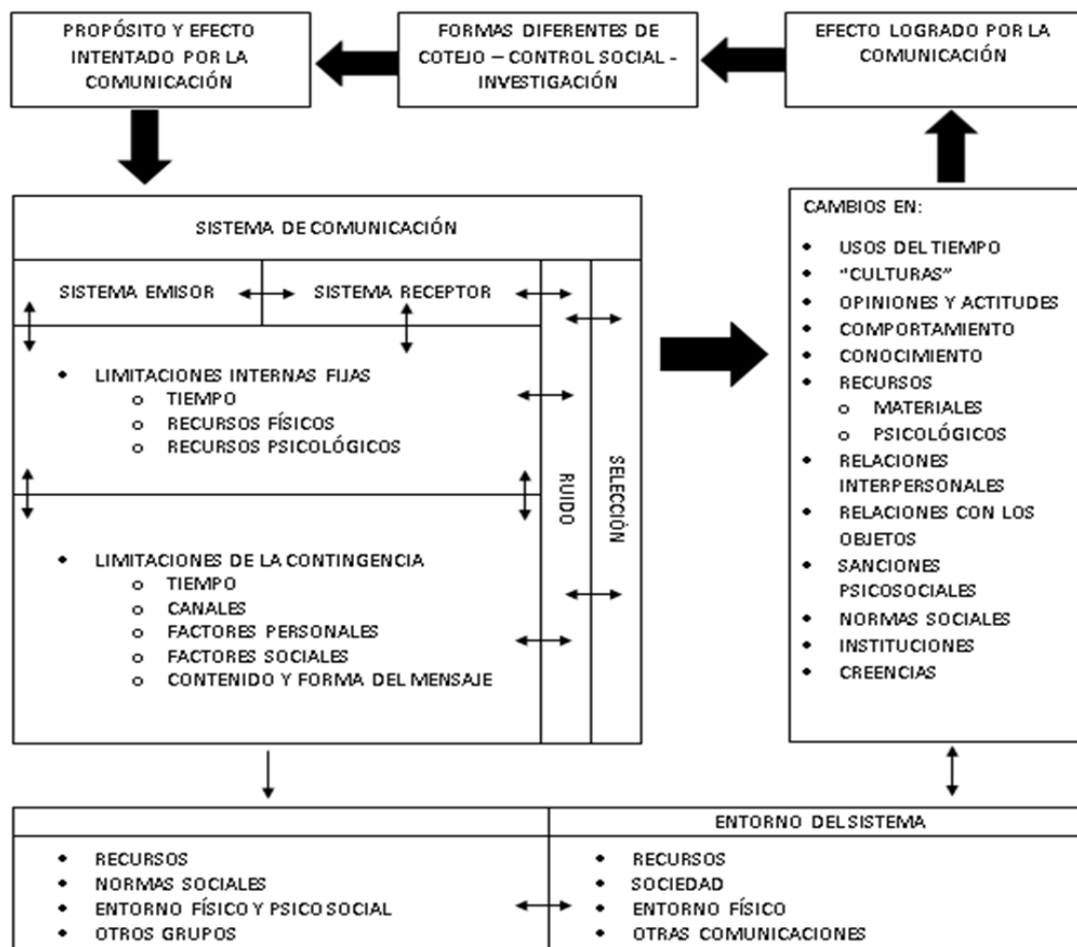 PROPÓSITO Y EFECTO
INTENTADO POR LA
COMUNICACIÓN
FORMAS DIFERENTES DE
COTEJO – CONTROL SOCIAL -
INVESTIGACIÓN
EFECTO LOGRADO POR LA
COMUNICACIÓN
SISTEMA DE COMUNICACIÓN
SISTEMA EMISOR
SISTEMA RECEPTOR
• LIMITACIONES INTERNAS FIJAS
o TIEMPO
o RECURSOS FÍSICOS
o RECURSOS PSICOLÓGICOS
• LIMITACIONES DE LA CONTINGENCIA
o TIEMPO
o CANALES
o FACTORES PERSONALES
o FACTORES SOCIALES
o CONTENIDO Y FORMA DEL MENSAJE
RUIDO
SELECCIÓN
CAMBIOS EN:
• USOS DEL TIEMPO
• "CULTURAS"
• OPINIONES Y ACTITUDES
• COMPORTAMIENTO
• CONOCIMIENTO
• RECURSOS
o MATERIALES
o PSICOLÓGICOS
• RELACIONES
INTERPERSONALES
• RELACIONES CON LOS
OBJETOS
• SANCIONES
PSICOSOCIALES
• NORMAS SOCIALES
• INSTITUCIONES
• CREENCIAS
• RECURSOS
• NORMAS SOCIALES
• ENTORNO FÍSICO Y PSICOSOCIAL
• OTROS GRUPOS
ENTORNO DEL SISTEMA
• RECURSOS
• SOCIEDAD
• ENTORNO FÍSICO
• OTRAS COMUNICACIONES